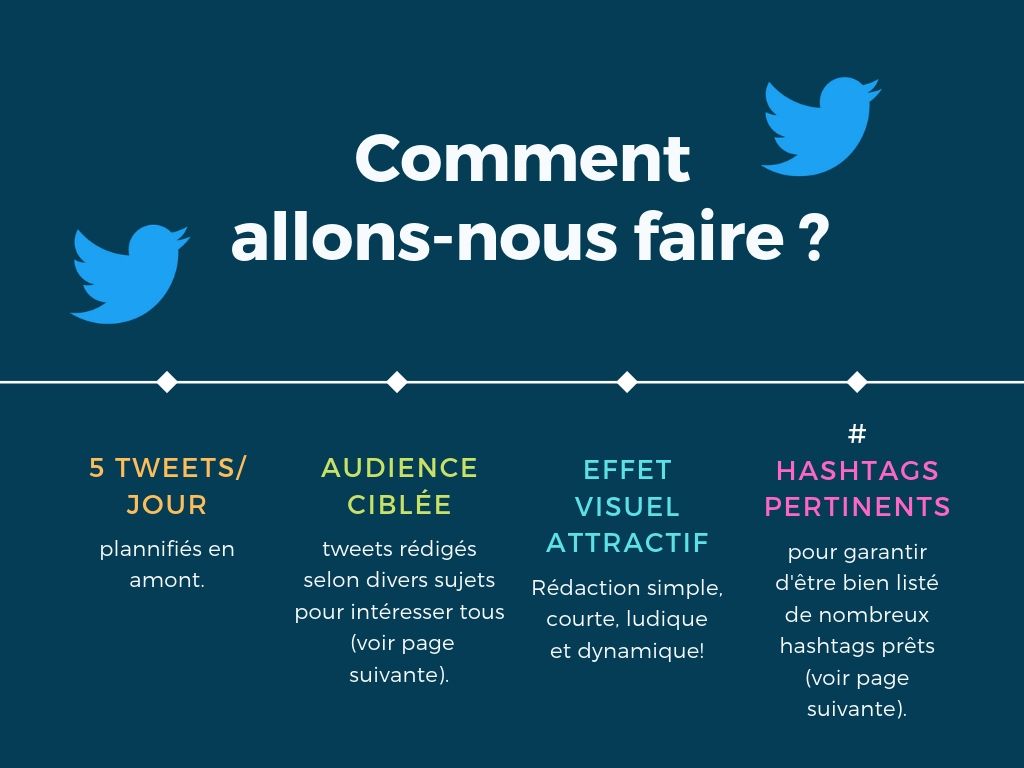 Comment
allons-nous faire ?
5 TWEETS/
JOUR
plannifiés en
amont.
AUDIENCE
CIBLÉE
tweets rédigés
selon divers sujets
pour intéresser tous
(voir page
suivante).
EFFET
VISUEL
ATTRACTIF
Rédaction simple,
courte, ludique
et dynamique!
#
HASHTAGS
PERTINENTS
pour garantir
d'être bien listé
de nombreux
hashtags prêts
(voir page
suivante).